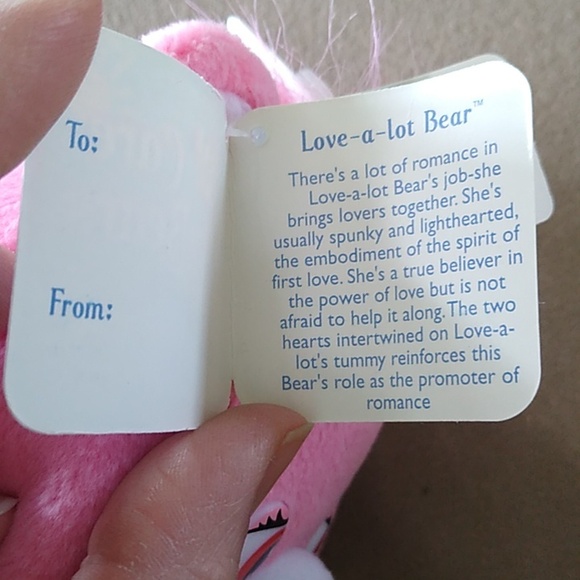 To:
From:
Love-a-lot Bear™
There's a lot of romance in
Love-a-lot Bear's job-she
brings lovers together. She's
usually spunky and lighthearted,
the embodiment of the spirit of
first love. She's a true believer in
the power of love but is not
afraid to help it along. The two
hearts intertwined on Love-a-
lot's tummy reinforces this
Bear's role as the promoter of
romance